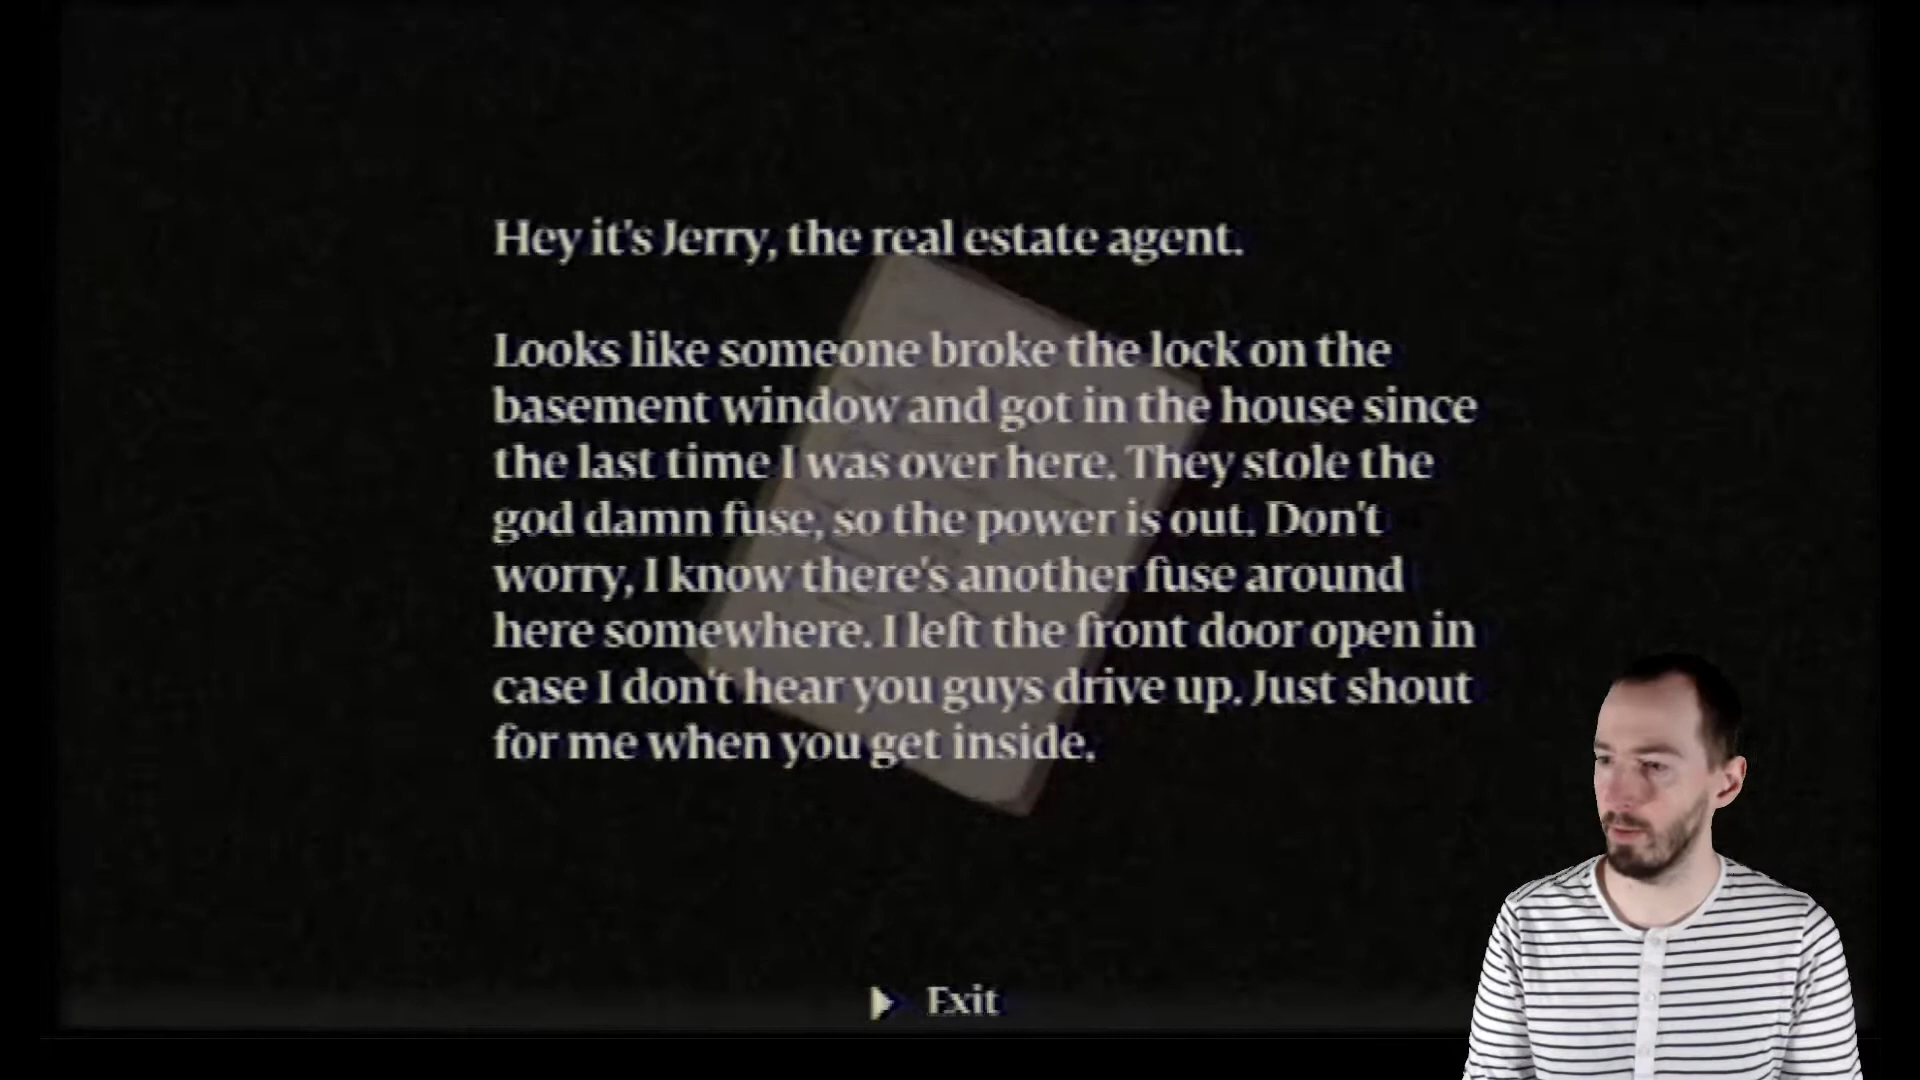 Hey it's Jerry, the real estate agent.
Looks like someone broke the lock on the
basement window and got in the house since
the last time I was over here. They stole the
god damn fuse, so the power is out. Don't
worry, I know there's another fuse around
here somewhere. I left the front door open in
case I don't hear you guys drive up. Just shout
for me when you get inside.
Exit